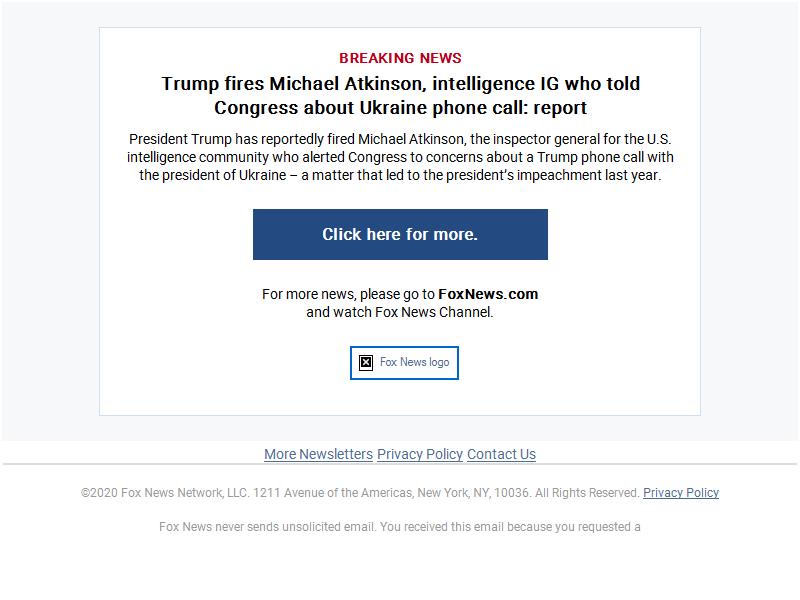 BREAKING NEWS
Trump fires Michael Atkinson, intelligence IG who told
Congress about Ukraine phone call: report
President Trump has reportedly fired Michael Atkinson, the inspector general for the U.S.
intelligence community who alerted Congress to concerns about a Trump phone call with
the president of Ukraine – a matter that led to the president's impeachment last year.
Click here for more.
For more news, please go to FoxNews.com
and watch Fox News Channel.
Fox News logo
More Newsletters Privacy Policy Contact Us
©2020 Fox News Network, LLC. 1211 Avenue of the Americas, New York, NY, 10036. All Rights Reserved. Privacy Policy
Fox News never sends unsolicited email. You received this email because you requested a